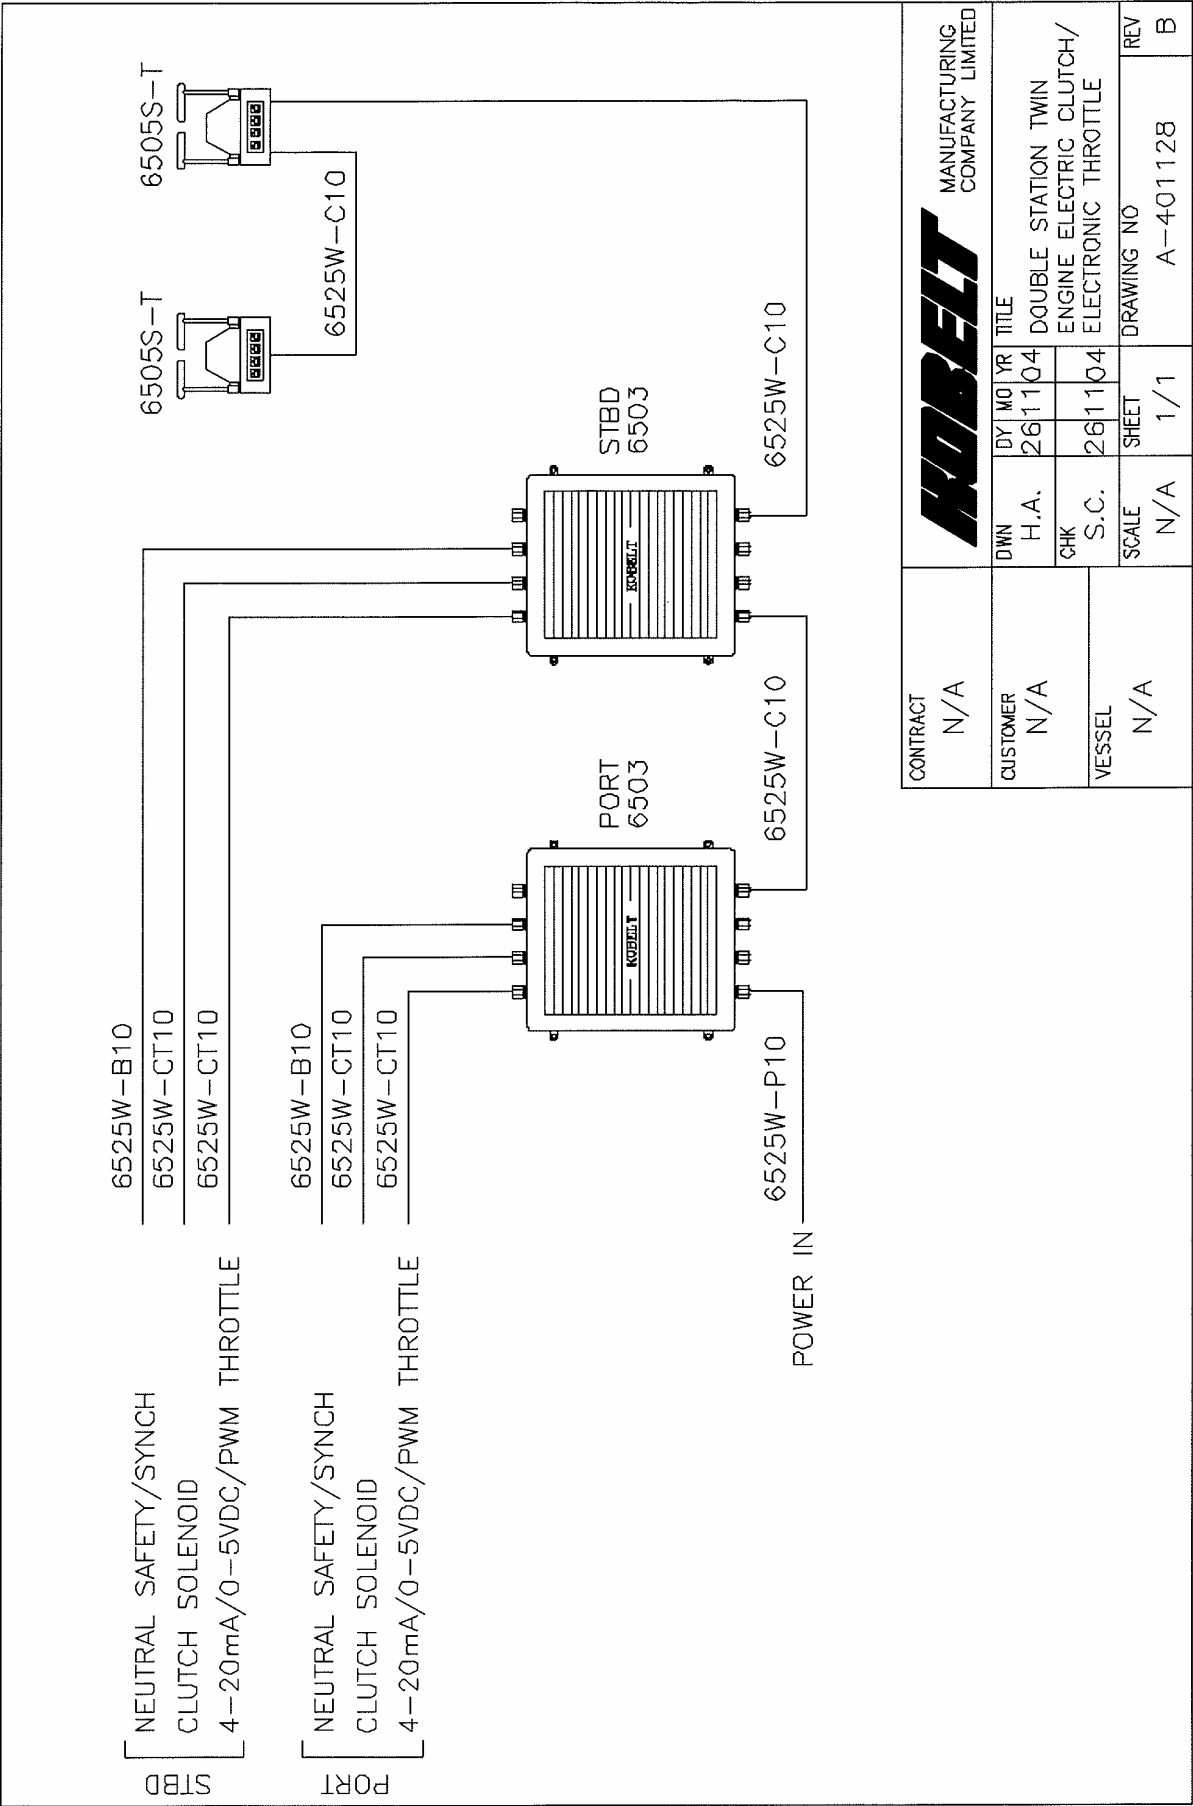 STBD
NEUTRAL SAFETY/SYNCH
6525W-B10
CLUTCH SOLENOID
6525W-CT10
4-20mA/0-5VDC/PWM THROTTLE
6525W-CT10
PORT
NEUTRAL SAFETY/SYNCH
6525W-B10
CLUTCH SOLENOID
6525W-CT10
4-20mA/0-5VDC/PWM THROTTLE
6525W-CT10
6505S-T
6505S-T
6525W-C10
KOBELT
PORT
6503
KOBELT
STBD
6503
POWER IN
6525W-P10
6525W-C10
6525W-C10
CONTRACT
N/A
CUSTOMER
N/A
VESSEL
N/A
KOBELT
MANUFACTURING
COMPANY LIMITED
DWN
H.A.
DY MO YR
26 11 04
CHK
S.C.
26 11 04
TITLE
DOUBLE STATION TWIN
ENGINE ELECTRIC CLUTCH/
ELECTRONIC THROTTLE
SCALE
N/A
SHEET
1/1
DRAWING NO
A-401128
REV
B